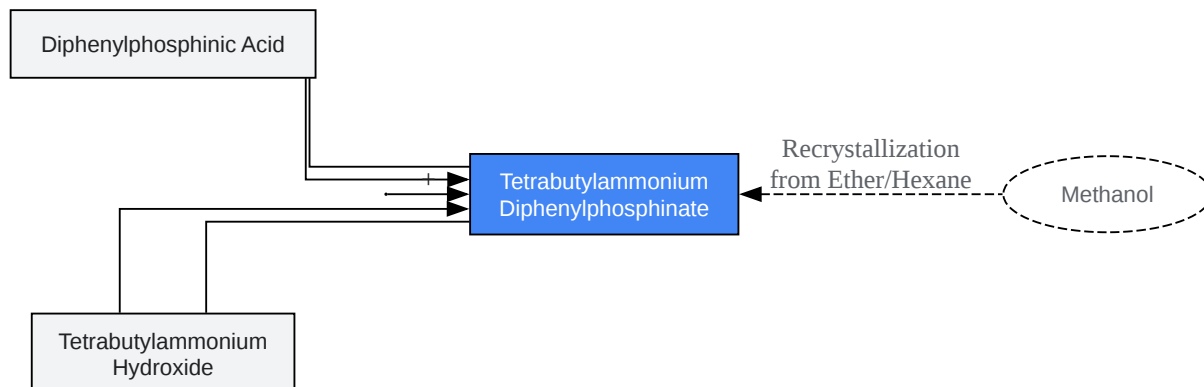 Diphenylphosphinic Acid
+
Recrystallization
from Ether/Hexane
Tetrabutylammonium
Diphenylphosphinate
Methanol
Tetrabutylammonium
Hydroxide